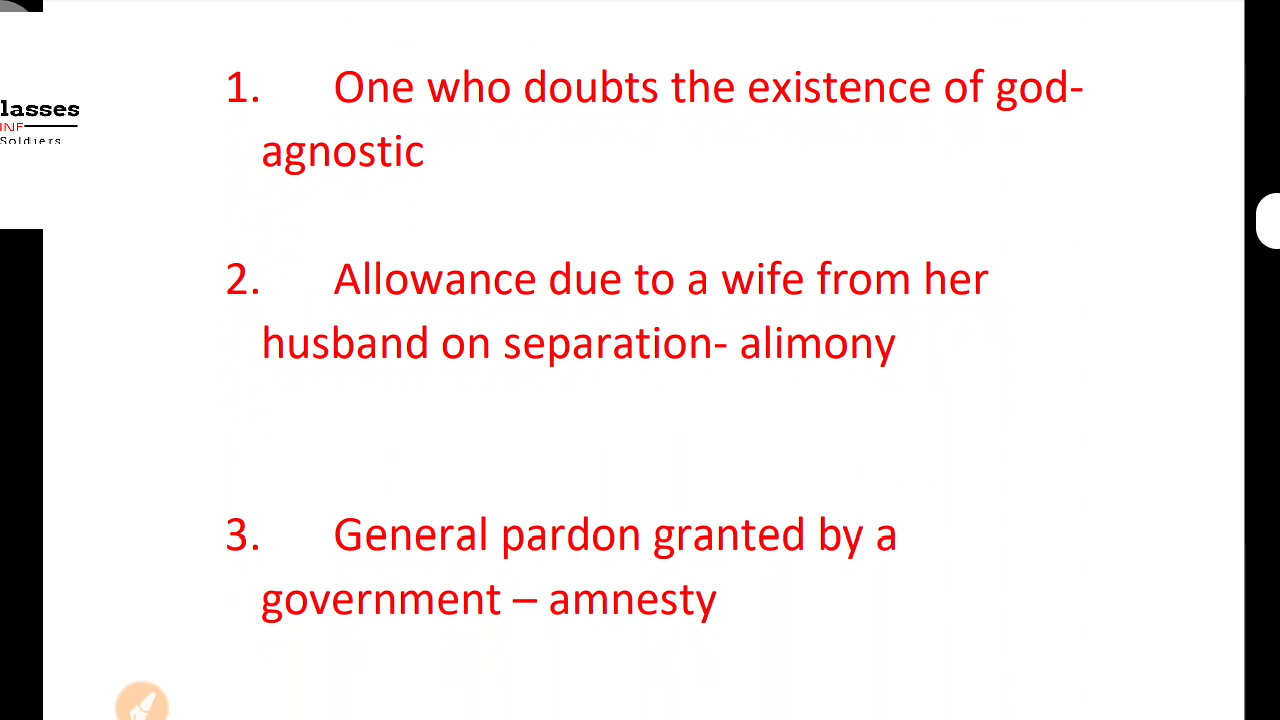 1. One who doubts the existence of god-
agnostic
lasses
INF
Soldiers
2. Allowance due to a wife from her
husband on separation- alimony
3. General pardon granted by a
government – amnesty